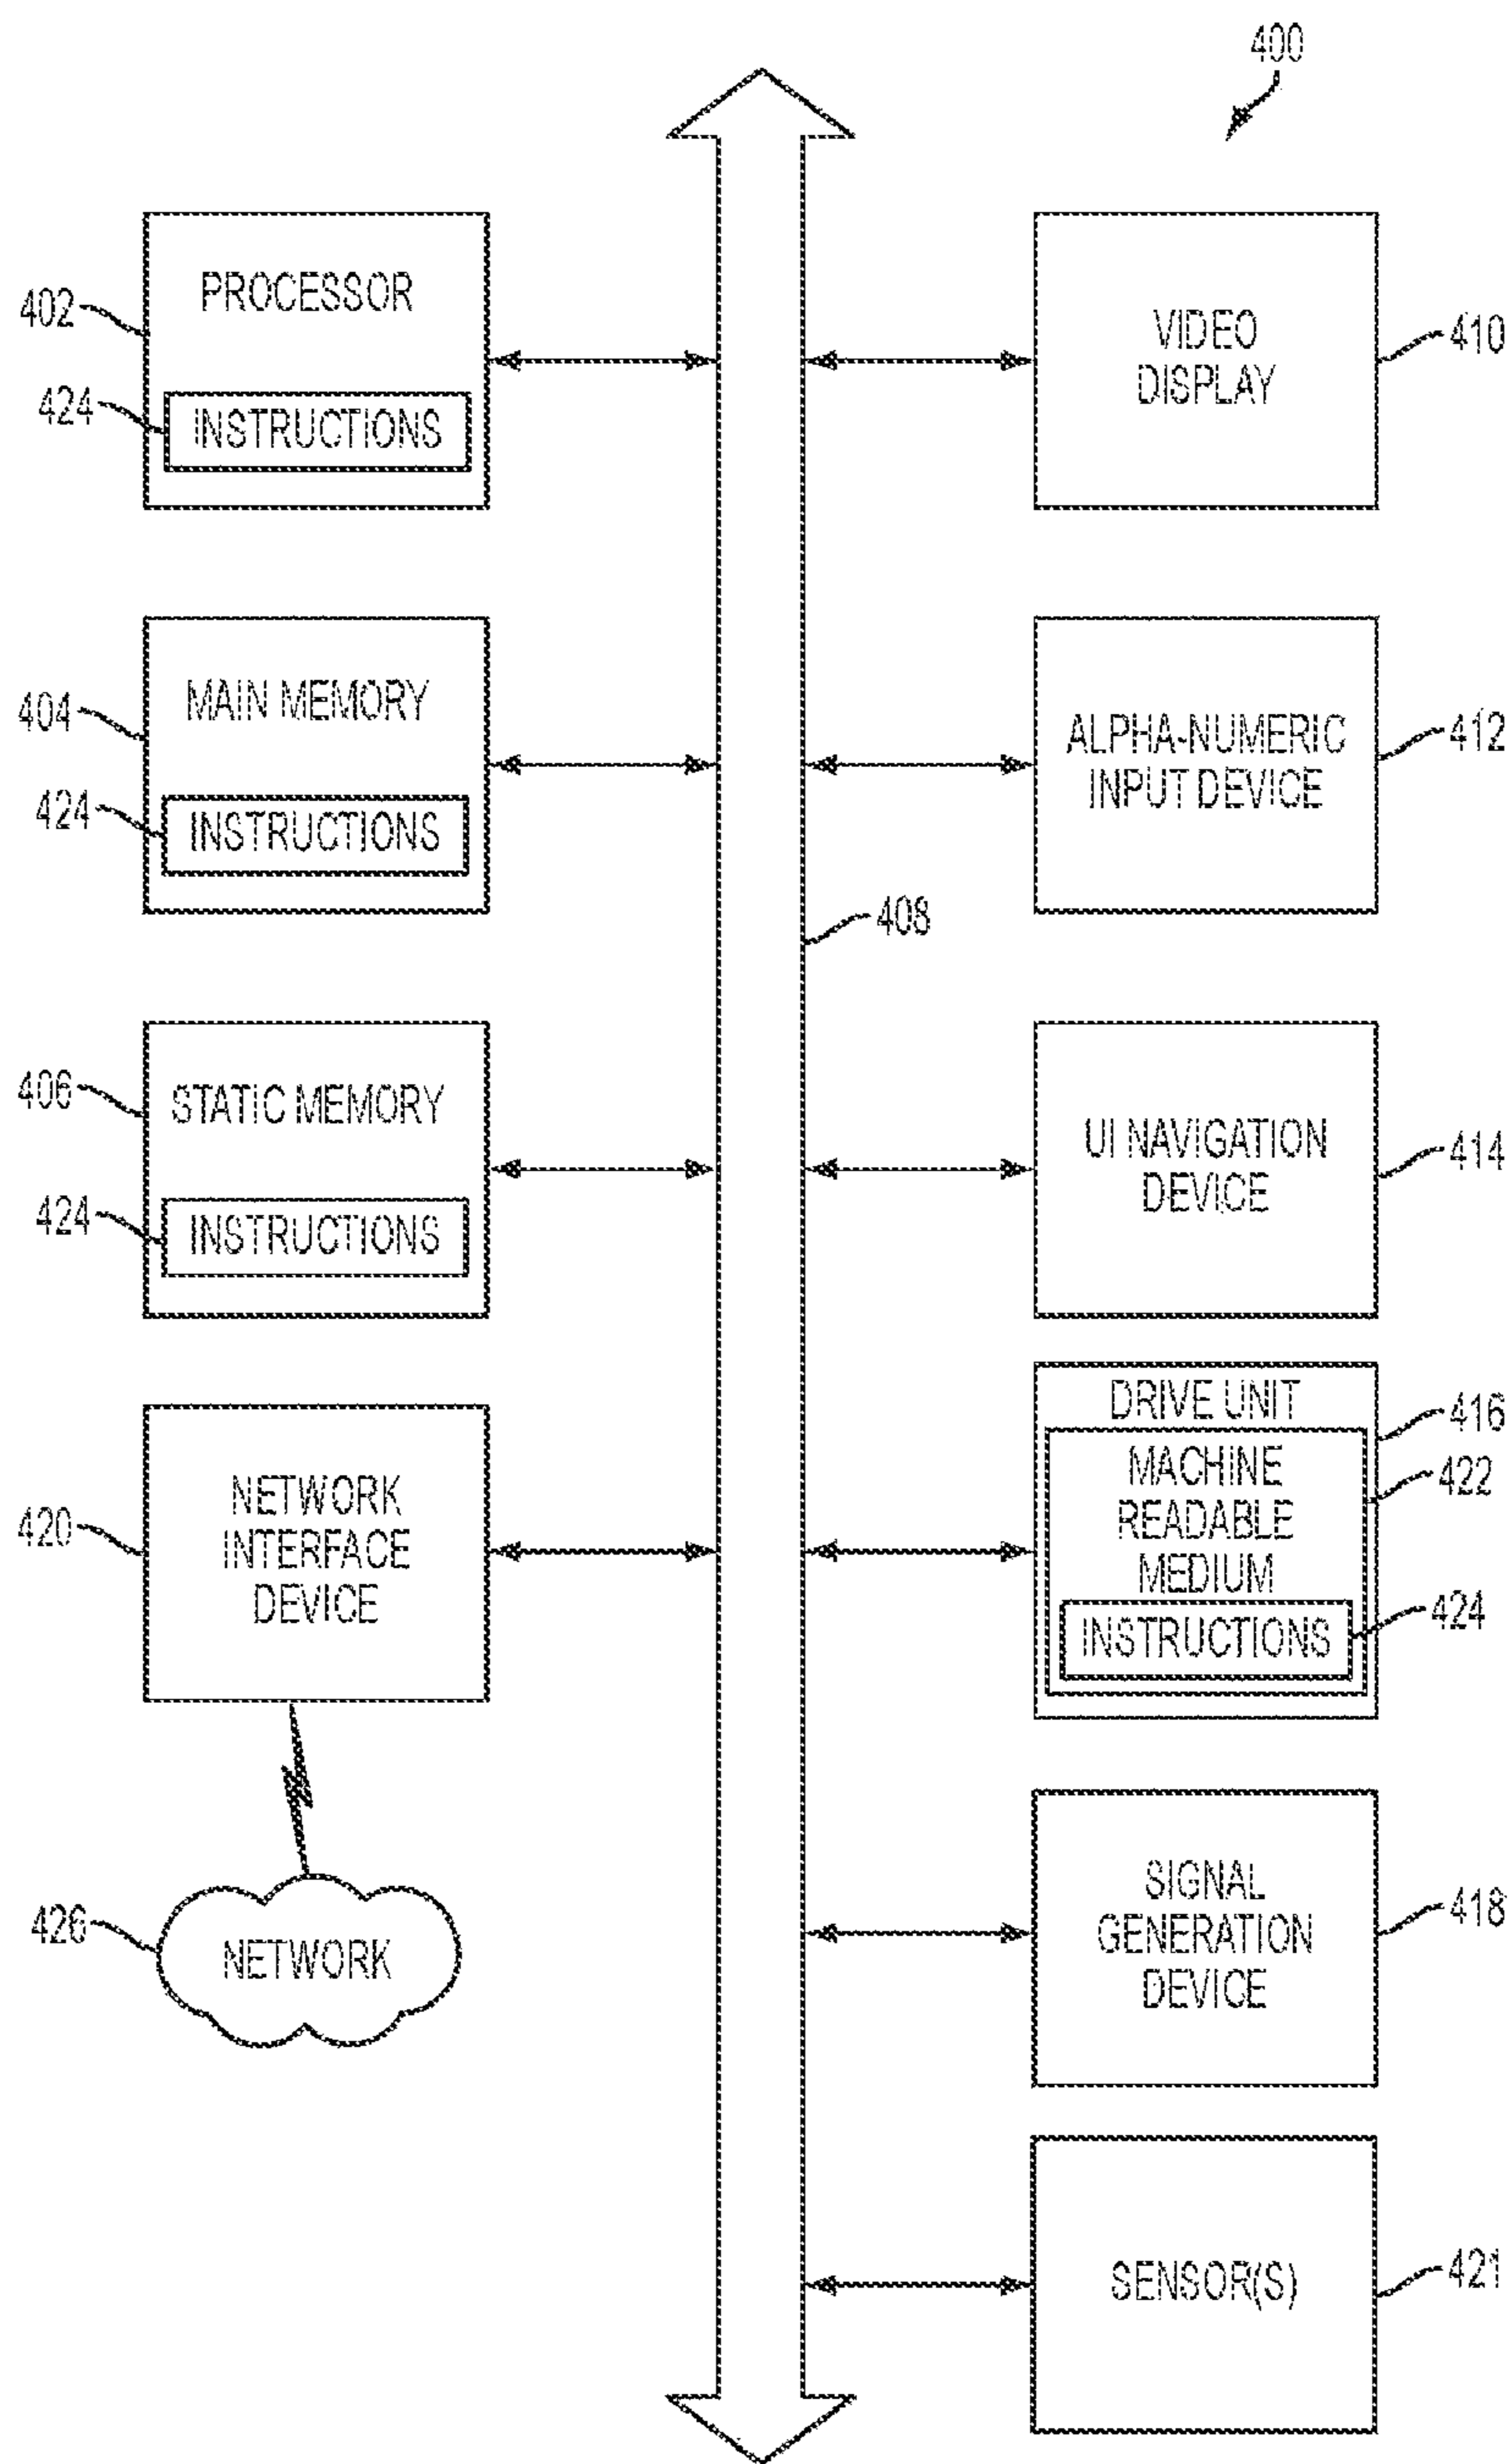 400
402
PROCESSOR
424
INSTRUCTIONS
VIDEO
DISPLAY
410
404
MAIN MEMORY
424
INSTRUCTIONS
ALPHA-NUMERIC
INPUT DEVICE
412
408
406
STATIC MEMORY
424
INSTRUCTIONS
UI NAVIGATION
DEVICE
414
420
NETWORK
INTERFACE
DEVICE
DRIVE UNIT
416
MACHINE
READABLE
MEDIUM
422
INSTRUCTIONS
424
426
NETWORK
SIGNAL
GENERATION
DEVICE
418
SENSOR(S)
421